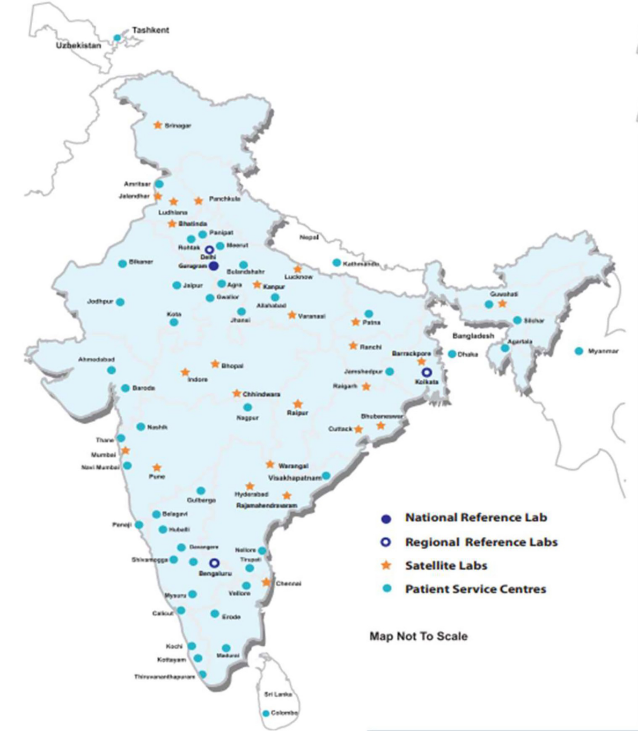 Tashkent
Uzbekistan
Srinagar
Amritsar
Jalandhar
Panchkula
Ludhiana
Bhatinda
Panipat
Rohtak
Meerut
Delhi
Nepal
Kathmandu
Bikaner
Gurugram
Bulandshahr
Lucknow
Jaipur
Agra
Kanpur
Gwalior
Allahabad
Guwahati
Jodhpur
Kota
Jhansi
Varanasi
Patna
Silchar
Bangladesh
Agartala
Ranchi
Barrackpore
Dhaka
Myanmar
Ahmadabad
Bhopal
Jamshedpur
Indore
Kolkata
Baroda
Raigarh
Chhindwara
Raipur
Nagpur
Bhubaneswar
Nashik
Cuttack
Thane
Mumbai
Navi Mumbai
Warangal
Pune
Visakhapatnam
Hyderabad
Gulbarga
Rajamahendravaram
Belagavi
National Reference Lab
Panaji
Hubali
Regional Reference Labs
Davangere
Nellore
Shivamogga
Tirupati
Satellite Labs
Bengaluru
Chennai
Patient Service Centres
Mysuru
Vellore
Calicut
Erode
Map Not To Scale
Kochi
Kottayam
Madurai
Thiruvananthapuram
Sri Lanka
Colombo